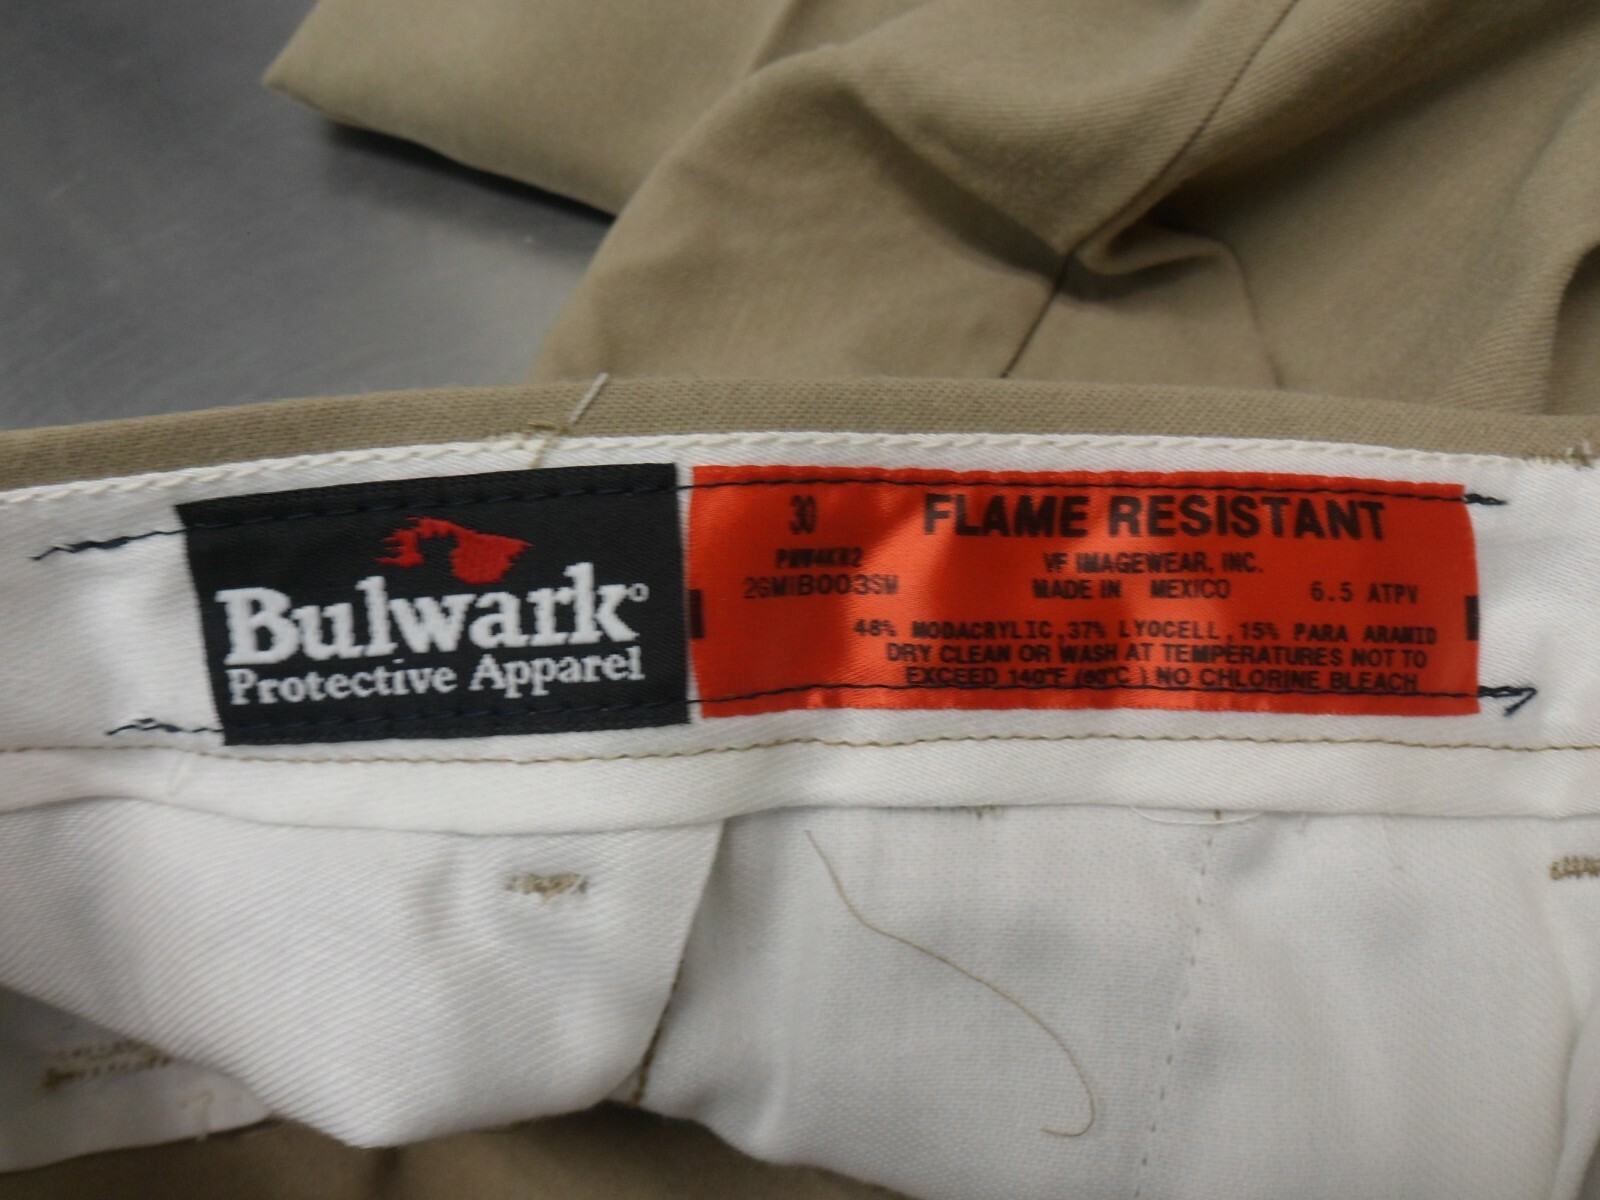 Bulwark®
Protective Apparel
30 FLAME RESISTANT
VF IMAGEWEAR, INC.
2GMIB003SM MADE IN MEXICO 6.5 ATPV
48% MODACRYLIC, 37% LYOCELL, 15% PARA ARAMID
DRY CLEAN OR WASH AT TEMPERATURES NOT TO
EXCEED 140°F (60°C) NO CHLORINE BLEACH